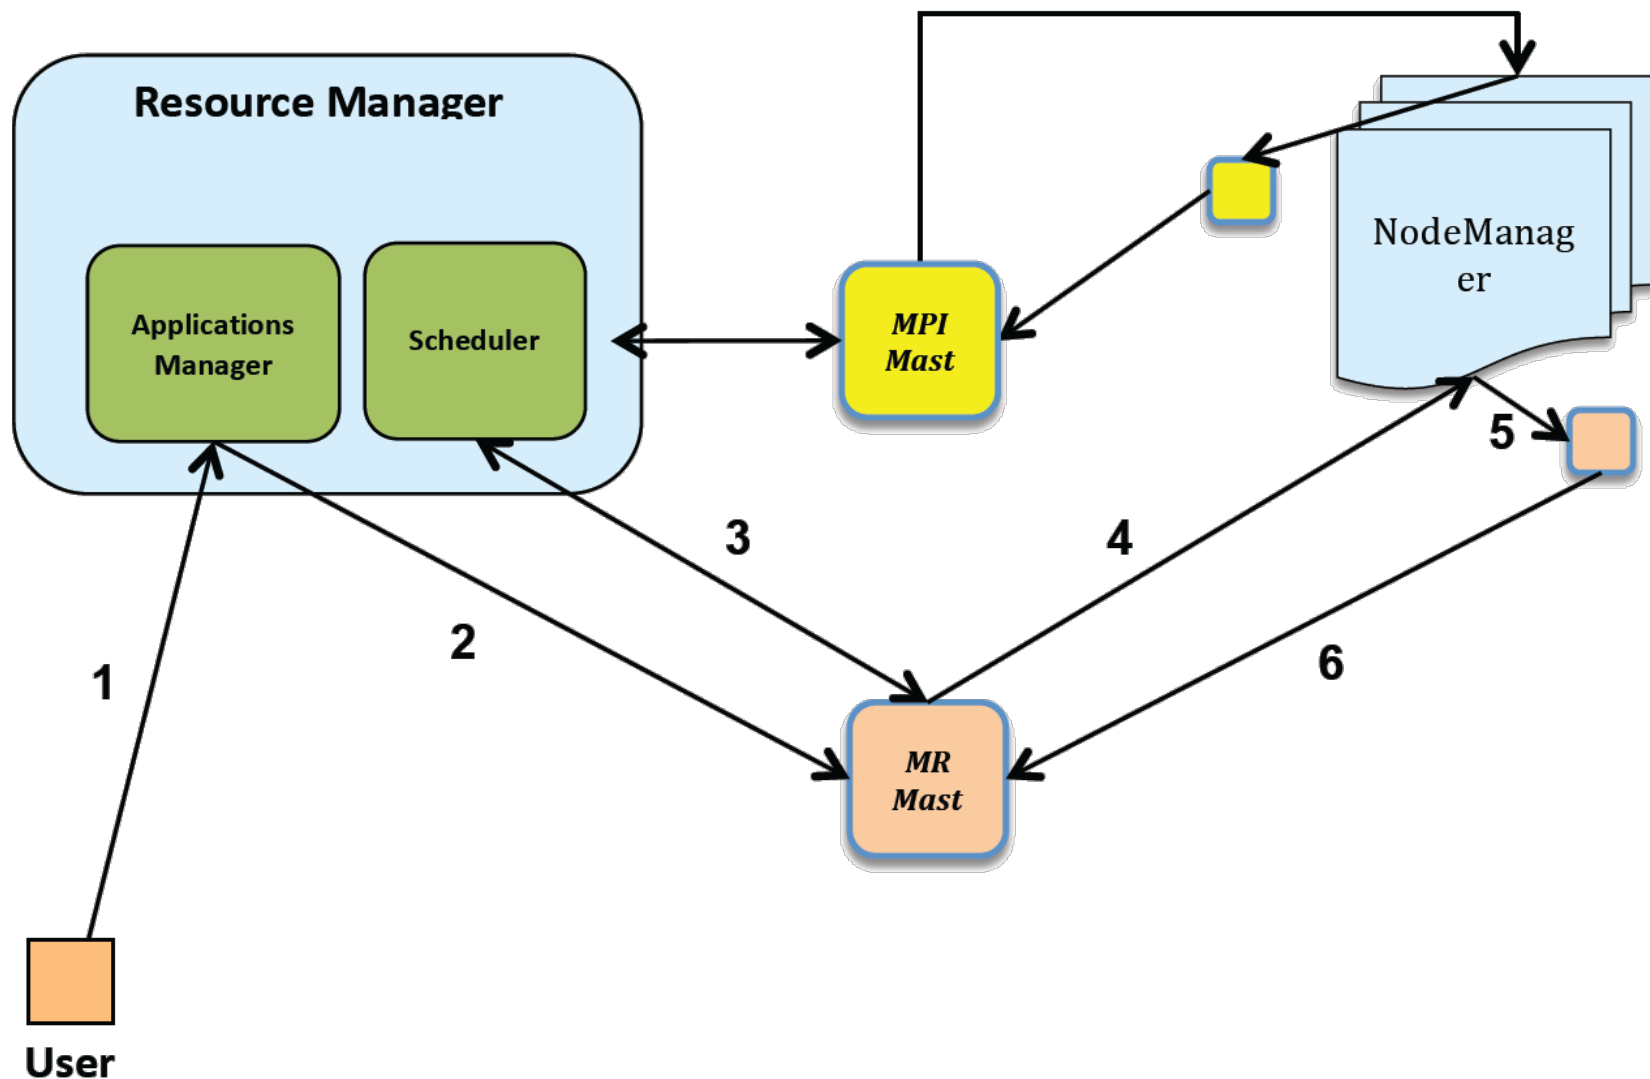 Resource Manager
Applications
Manager
Scheduler
MPI
Mast
NodeManag
er
5
3
4
2
6
1
MR
Mast
User